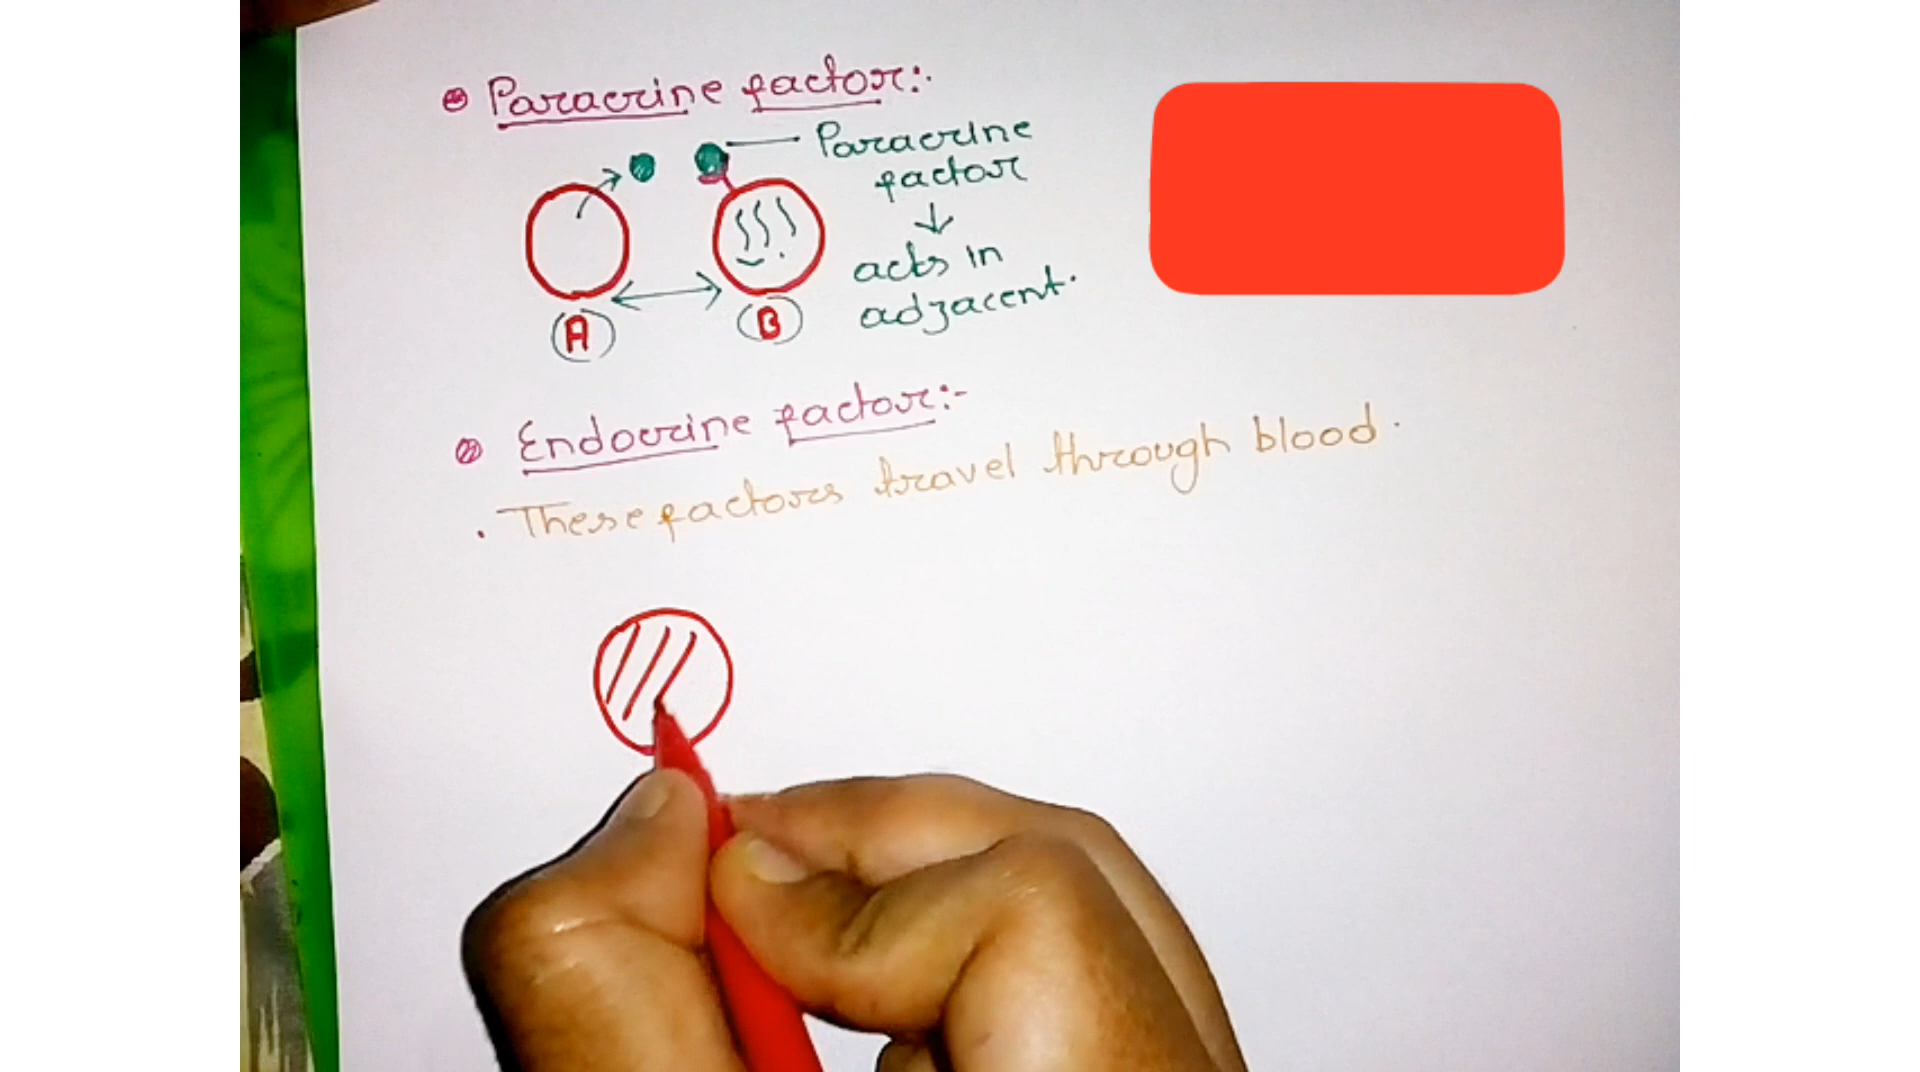 Paracrine factor:-
Paracrine
factor
acts in
adjacent.
A
B
Endocrine factor:-
. These factors travel through blood.